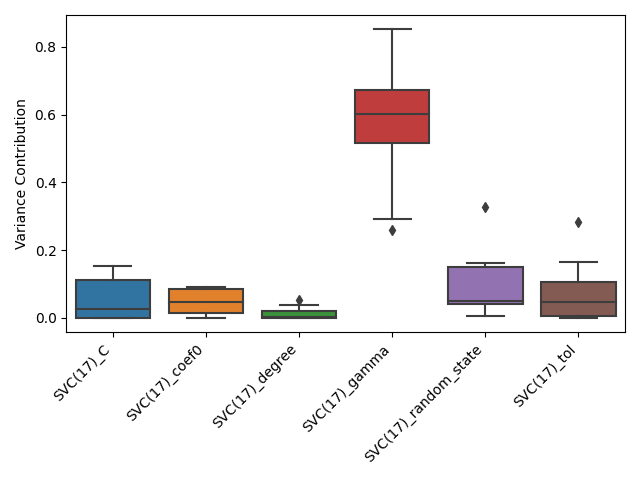 Variance Contribution
0.8
0.6
0.4
0.2
0.0
SVC(17)_C
SVC(17)_coef0
SVC(17)_degree
SVC(17)_gamma
SVC(17)_random_state
SVC(17)_tol